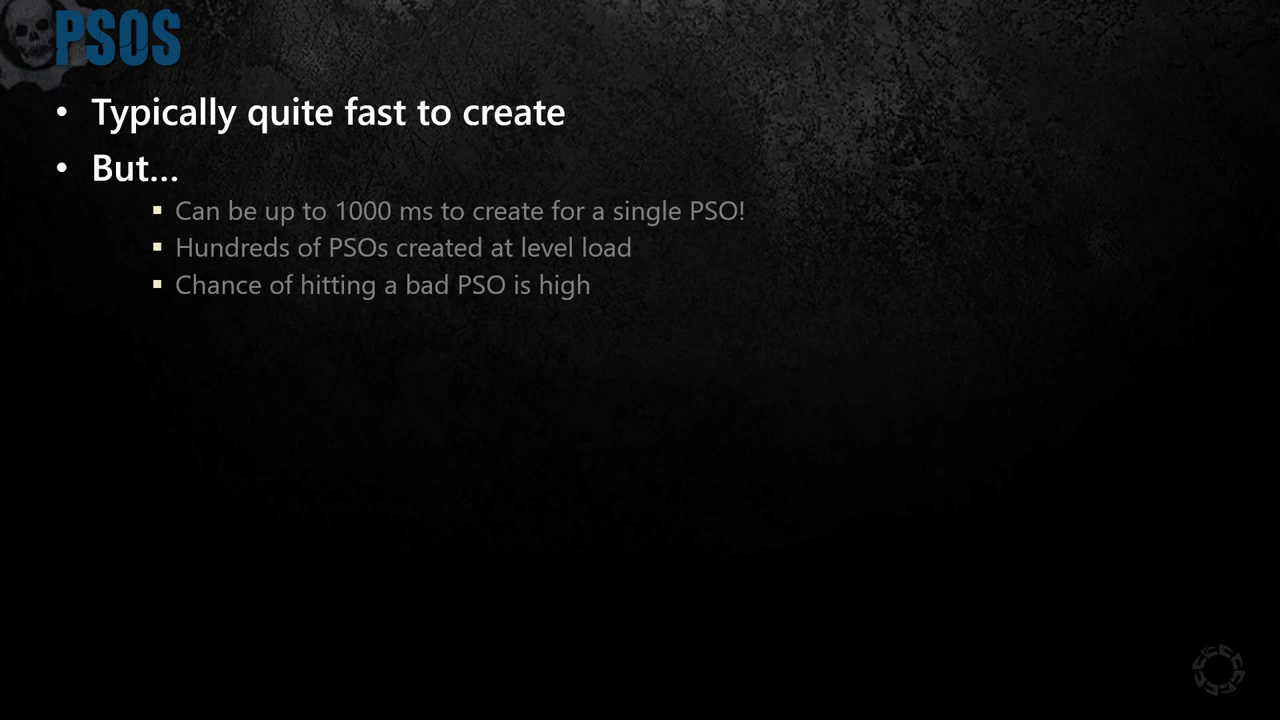 PSOS
• Typically quite fast to create
• But...
▪ Can be up to 1000 ms to create for a single PSO!
▪ Hundreds of PSOs created at level load
▪ Chance of hitting a bad PSO is high